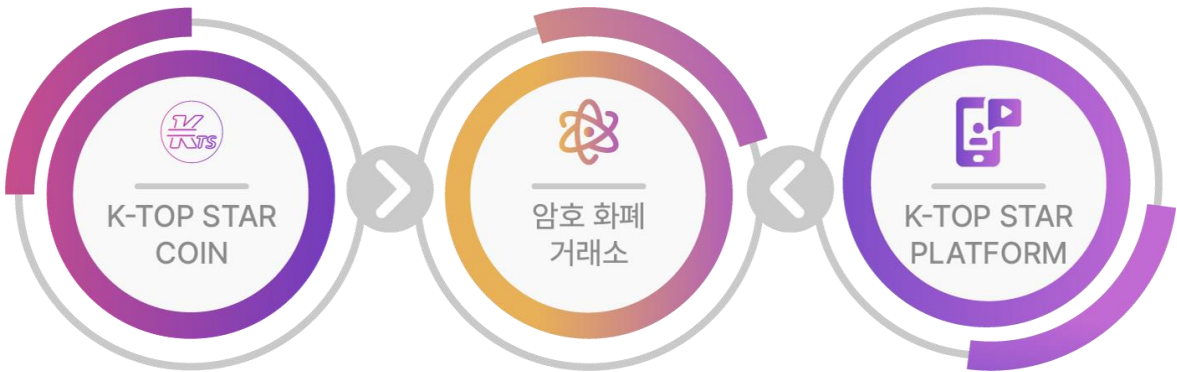 KTS
K-TOP STAR
COIN
암호 화폐
거래소
K-TOP STAR
PLATFORM